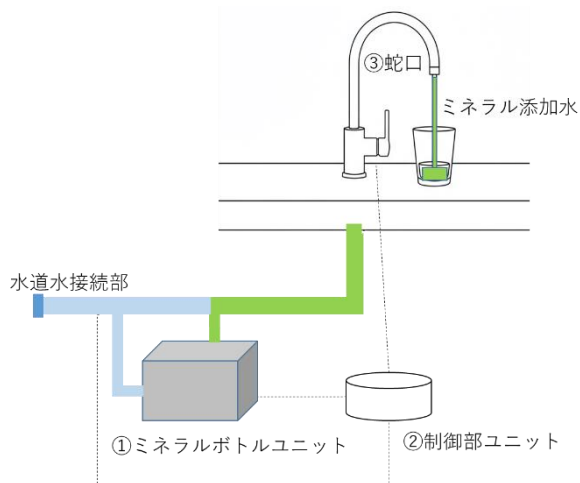 ③蛇口
ミネラル添加水
水道水接続部
①ミネラルボトルユニット
②制御部ユニット